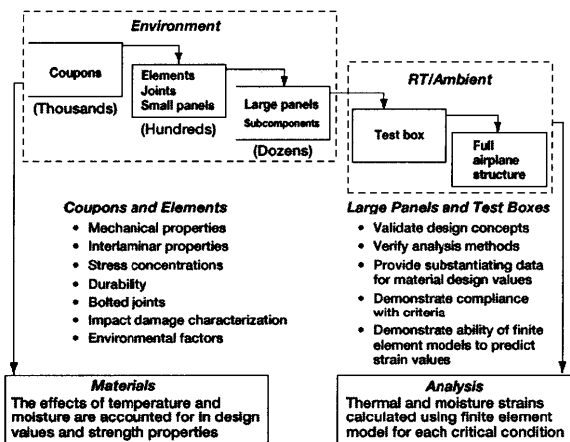 Environment
Coupons
(Thousands)
Elements
Joints
Small panels
(Hundreds)
Large panels
Subcomponents
(Dozens)
RT/Ambient
Test box
Full
airplane
structure
Coupons and Elements
• Mechanical properties
• Interlaminar properties
• Stress concentrations
• Durability
• Bolted joints
• Impact damage characterization
• Environmental factors
Large Panels and Test Boxes
• Validate design concepts
• Verify analysis methods
• Provide substantiating data
for material design values
• Demonstrate compliance
with criteria
• Demonstrate ability of finite
element models to predict
strain values
Materials
The effects of temperature and
moisture are accounted for in design
values and strength properties
Analysis
Thermal and moisture strains
calculated using finite element
model for each critical condition